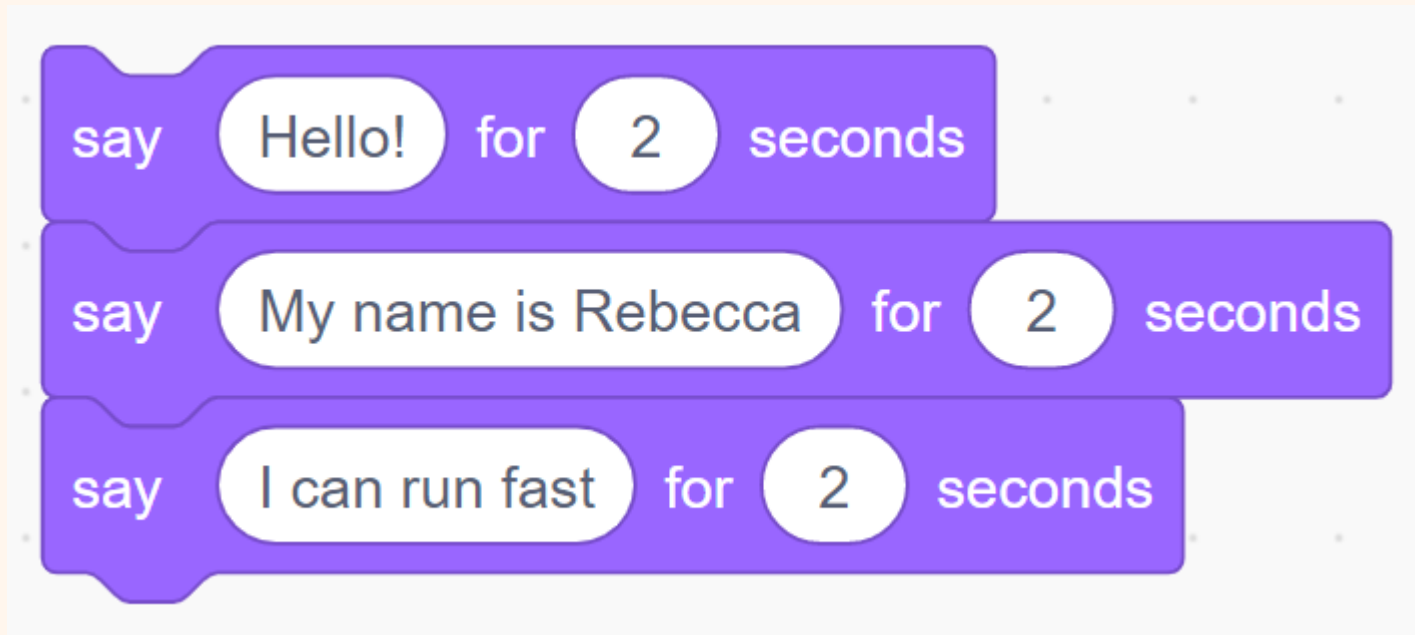 say Hello! for 2 seconds
say My name is Rebecca for 2 seconds
say I can run fast for 2 seconds